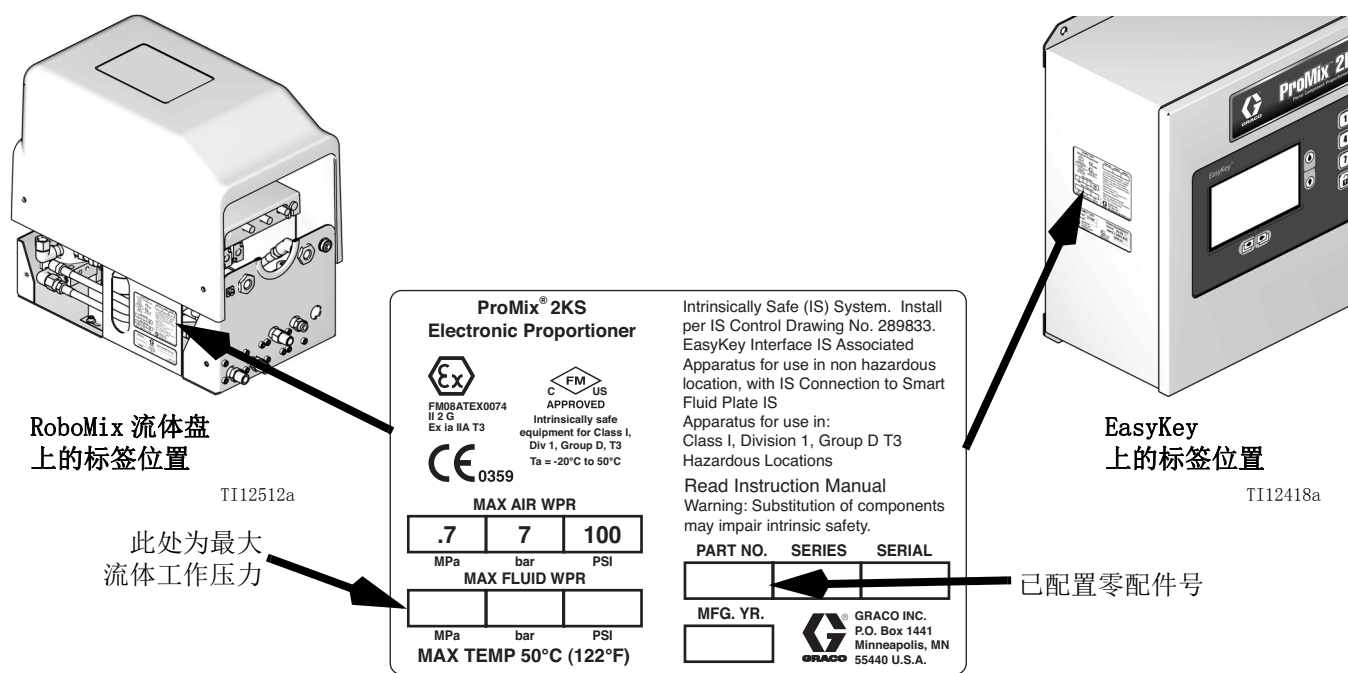 ProMix 2K
GRACO
EasyKey
RoboMix 流体盘
上的标签位置
TI12512a
EasyKey
上的标签位置
TI12418a
ProMix® 2KS
Electronic Proportioner
Ex
FM08ATEX0074
II 2 G
Ex ia IIA T3
CE 0359
C FM US
APPROVED
Intrinsically safe
equipment for Class I,
Div 1, Group D, T3
Ta = -20°C to 50°C
MAX AIR WPR
.7 7 100
MPa bar PSI
MAX FLUID WPR
MPa bar PSI
MAX TEMP 50°C (122°F)
Intrinsically Safe (IS) System. Install
per IS Control Drawing No. 289833.
EasyKey Interface IS Associated
Apparatus for use in non hazardous
location, with IS Connection to Smart
Fluid Plate IS
Apparatus for use in:
Class I, Division 1, Group D T3
Hazardous Locations
Read Instruction Manual
Warning: Substitution of components
may impair intrinsic safety.
PART NO. SERIES SERIAL
MFG. YR.
GRACO
®
GRACO INC.
P.O. Box 1441
Minneapolis, MN
55440 U.S.A.
此处为最大
流体工作压力
已配置零配件号